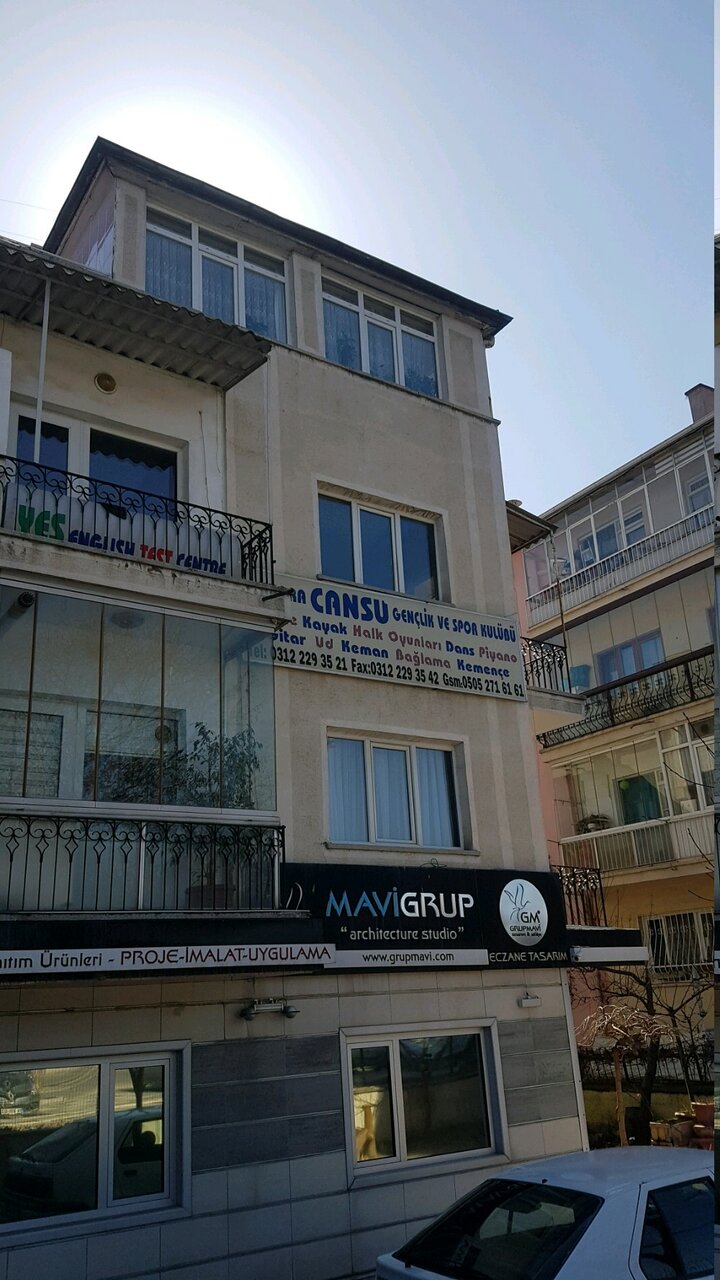 YES ENGLISH TEST CENTRE
CANSU GENÇLİK VE SPOR KULÜBÜ
Kayak Halk Oyunları Dans Piyano
Gitar Ud Keman Bağlama Kemençe
Tel: 0312 229 35 21 Fax:0312 229 35 42 Gsm:0505 271 61 61
MAVİGRUP
“architecture studio”
GM
GRUPMAVİ
Ürünleri - PROJE-İMALAT-UYGULAMA
www.grupmavi.com
ECZANE TASARIM